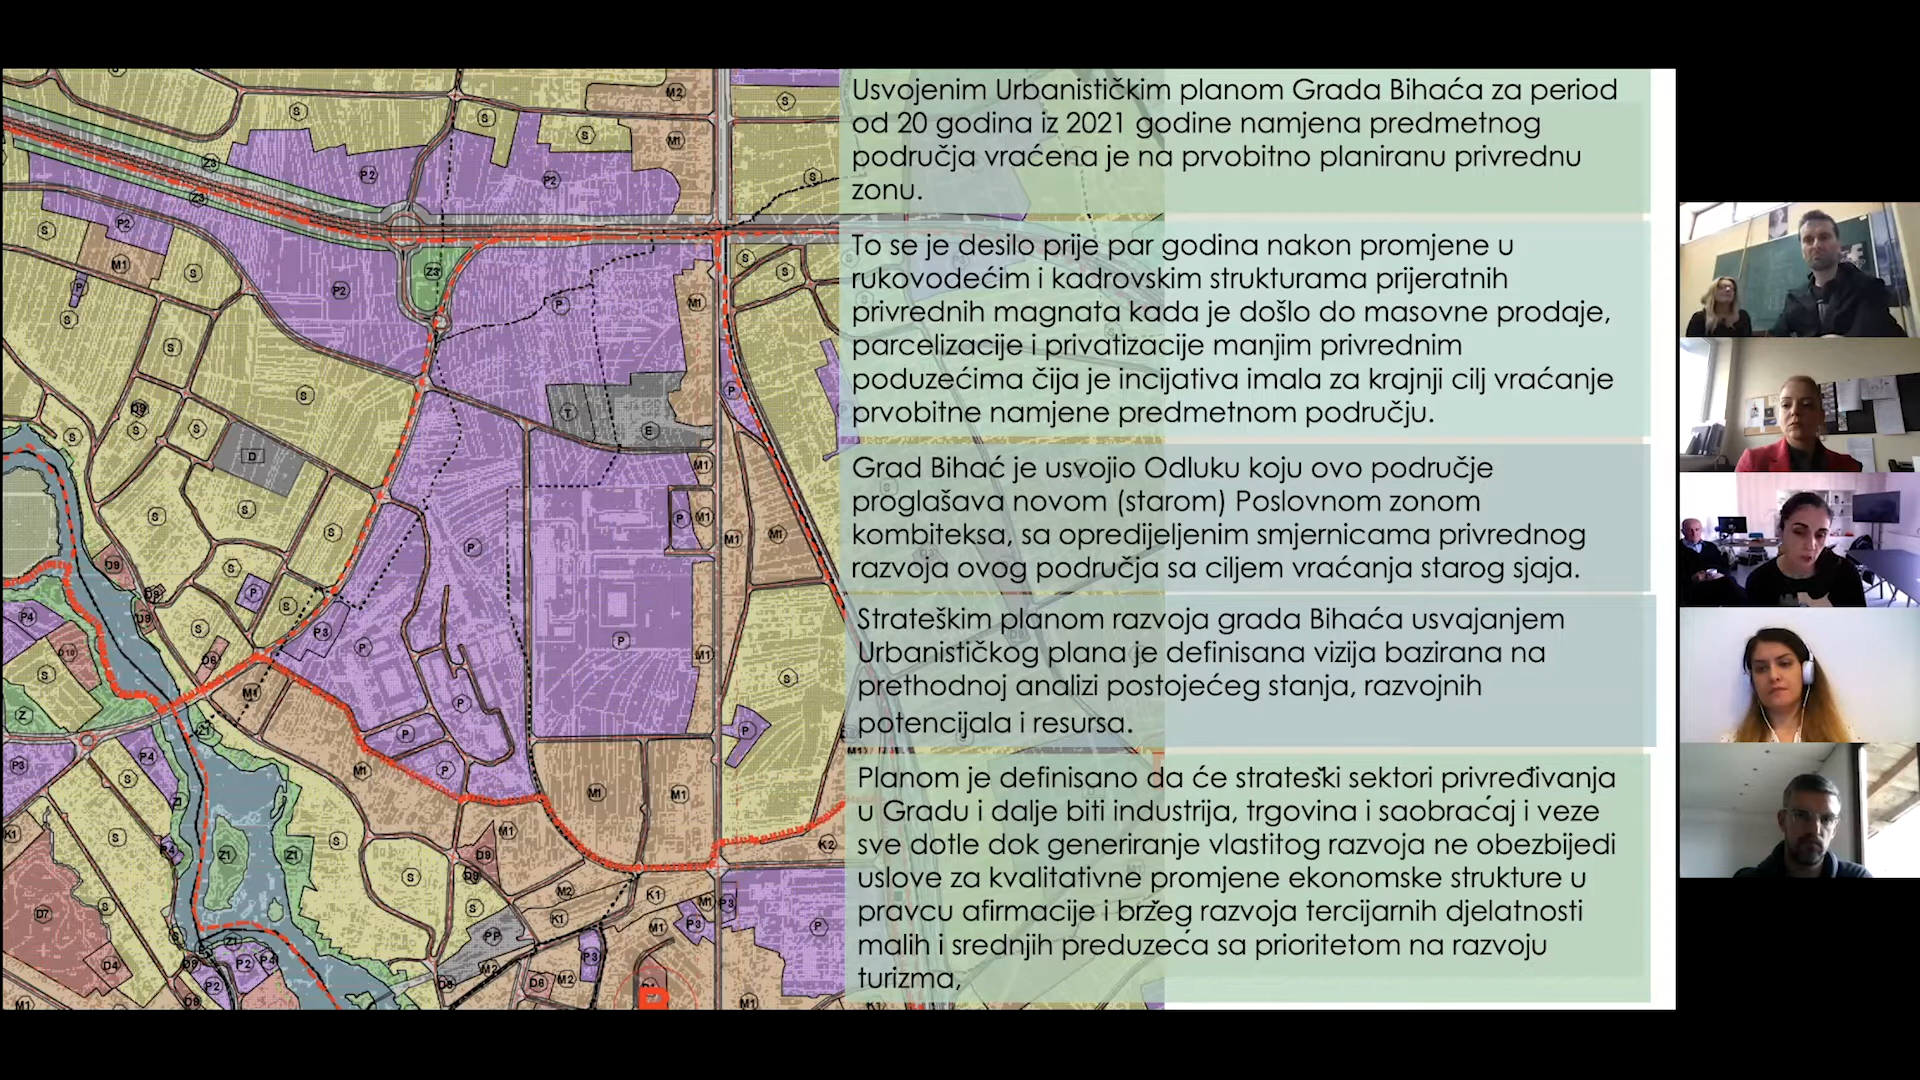 Usvojenim Urbanističkim planom Grada Bihaća za period
od 20 godina iz 2021 godine namjena predmetnog
područja vraćena je na prvobitno planiranu privrednu
zonu.
To se je desilo prije par godina nakon promjene u
rukovodećim i kadrovskim strukturama prijeratnih
privrednih magnata kada je došlo do masovne prodaje,
parcelizacije i privatizacije manjim privrednim
poduzećima čija je incijativa imala za krajnji cilj vraćanje
prvobitne namjene predmetnom području.
Grad Bihać je usvojio Odluku koju ovo područje
proglašava novom (starom) Poslovnom zonom
kombiteksa, sa opredijeljenim smjernicama privrednog
razvoja ovog područja sa ciljem vraćanja starog sjaja.
Strateškim planom razvoja grada Bihaća usvajanjem
Urbanističkog plana je definisana vizija bazirana na
prethodnoj analizi postojećeg stanja, razvojnih
potencijala i resursa.
Planom je definisano da će strateški sektori privređivanja
u Gradu i dalje biti industrija, trgovina i saobraćaj i veze
sve dotle dok generiranje vlastitog razvoja ne obezbijedi
uslove za kvalitativne promjene ekonomske strukture u
pravcu afirmacije i bržeg razvoja tercijarnih djelatnosti
malih i srednjih preduzeća sa prioritetom na razvoju
turizma,